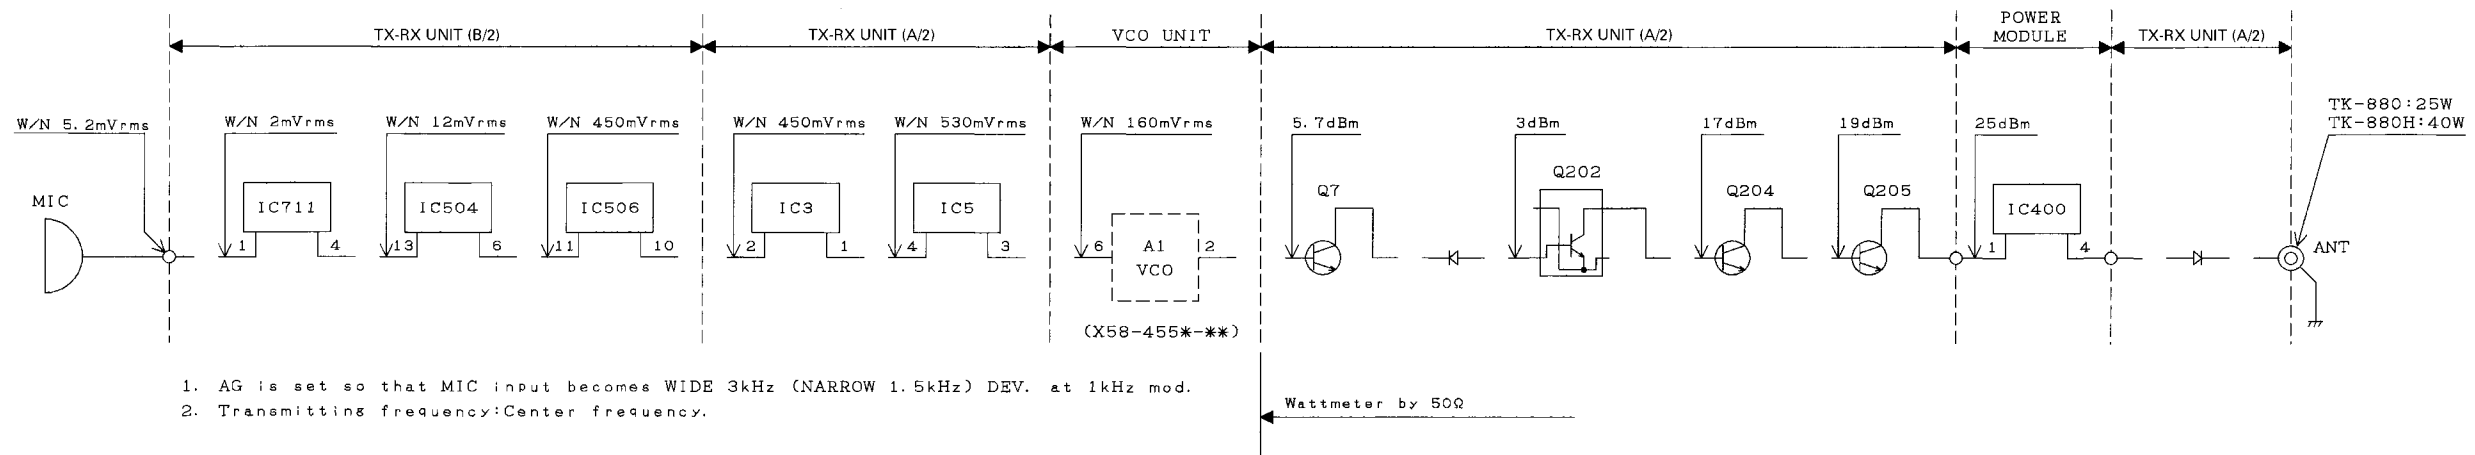 TX-RX UNIT (B/2) TX-RX UNIT (A/2) VCO UNIT TX-RX UNIT (A/2) POWER MODULE TX-RX UNIT (A/2)
W/N 5.2mVrms W/N 2mVrms W/N 12mVrms W/N 450mVrms W/N 450mVrms W/N 530mVrms W/N 160mVrms 5.7dBm 3dBm 17dBm 19dBm 25dBm TK-880:25W
TK-880H:40W
Q202
MIC IC711 IC504 IC506 IC3 IC5 Q7 Q204 Q205 IC400
1 4 13 6 11 10 2 1 4 3 6 A1 2 1 4 ANT
VCO
(X58-455*-**)
1. AG is set so that MIC input becomes WIDE 3kHz (NARROW 1.5kHz) DEV. at 1kHz mod.
2. Transmitting frequency:Center frequency.
Wattmeter by 50Ω